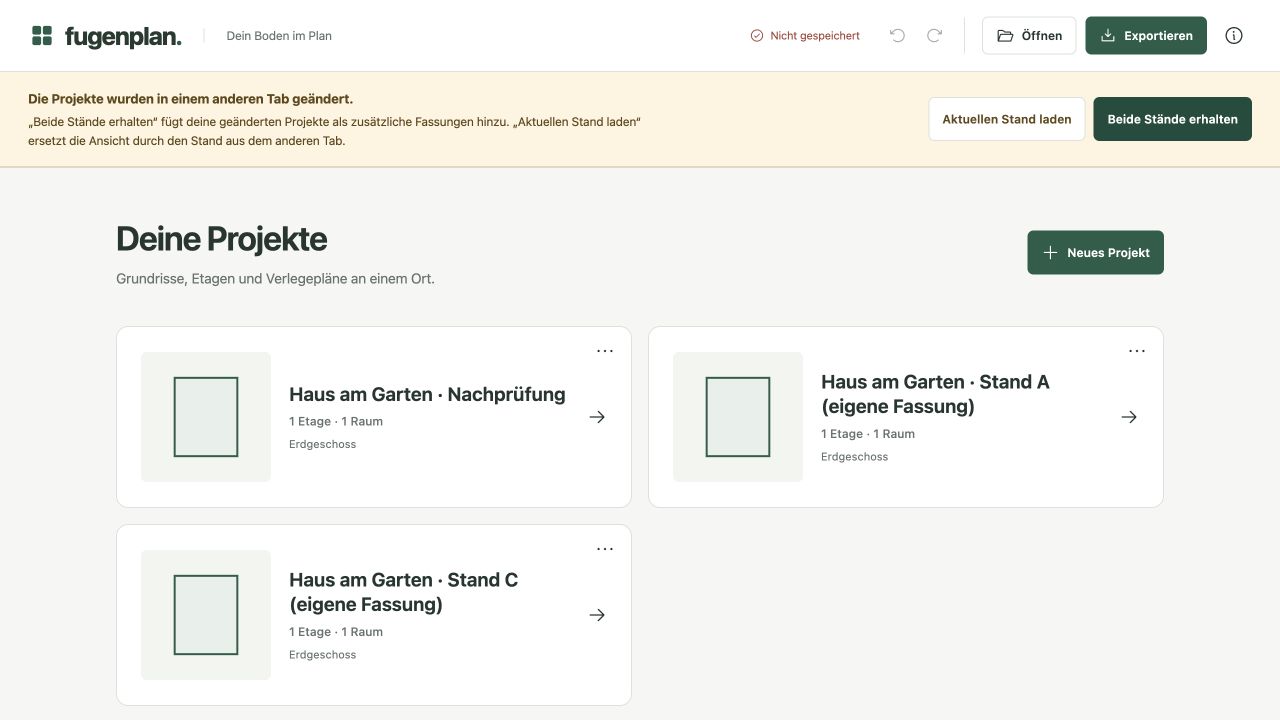 fugenplan.
Dein Boden im Plan
Nicht gespeichert
Öffnen
Exportieren
Die Projekte wurden in einem anderen Tab geändert.
„Beide Stände erhalten“ fügt deine geänderten Projekte als zusätzliche Fassungen hinzu. „Aktuellen Stand laden“
ersetzt die Ansicht durch den Stand aus dem anderen Tab.
Aktuellen Stand laden
Beide Stände erhalten
Deine Projekte
Grundrisse, Etagen und Verlegepläne an einem Ort.
Neues Projekt
Haus am Garten · Nachprüfung
1 Etage · 1 Raum
Erdgeschoss
Haus am Garten · Stand A
(eigene Fassung)
1 Etage · 1 Raum
Erdgeschoss
Haus am Garten · Stand C
(eigene Fassung)
1 Etage · 1 Raum
Erdgeschoss